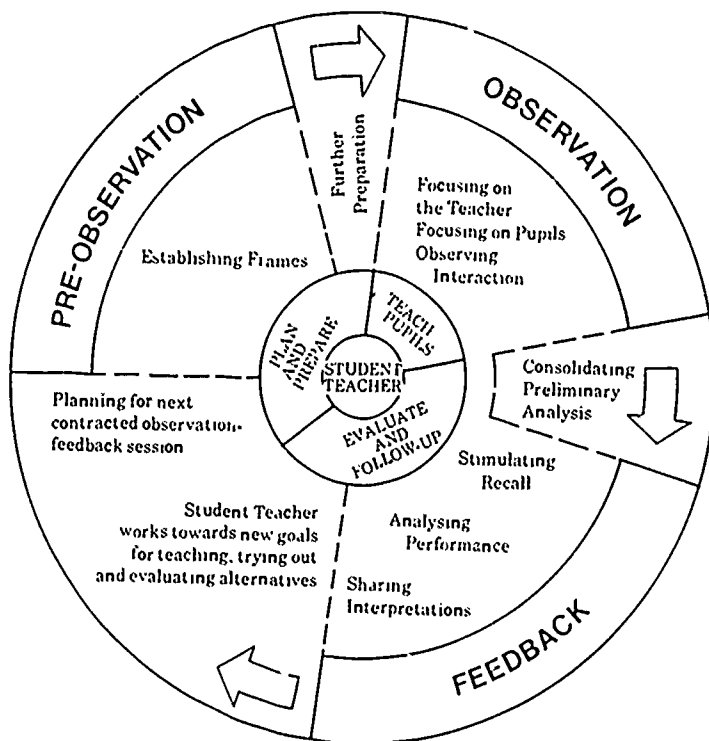 PRE-OBSERVATION
Establishing Frames
Further
Preparation
OBSERVATION
Focusing on
the Teacher
Focusing on Pupils
Observing
Interaction
PLAN
AND
PREPARE
TEACH
PUPILS
STUDENT
TEACHER
EVALUATE
AND
FOLLOW-UP
Consolidating
Preliminary
Analysis
Stimulating
Recall
Analysing
Performance
Sharing
Interpretations
FEEDBACK
Planning for next
contracted observation-
feedback session
Student Teacher
works towards new goals
for teaching, trying out
and evaluating alternatives